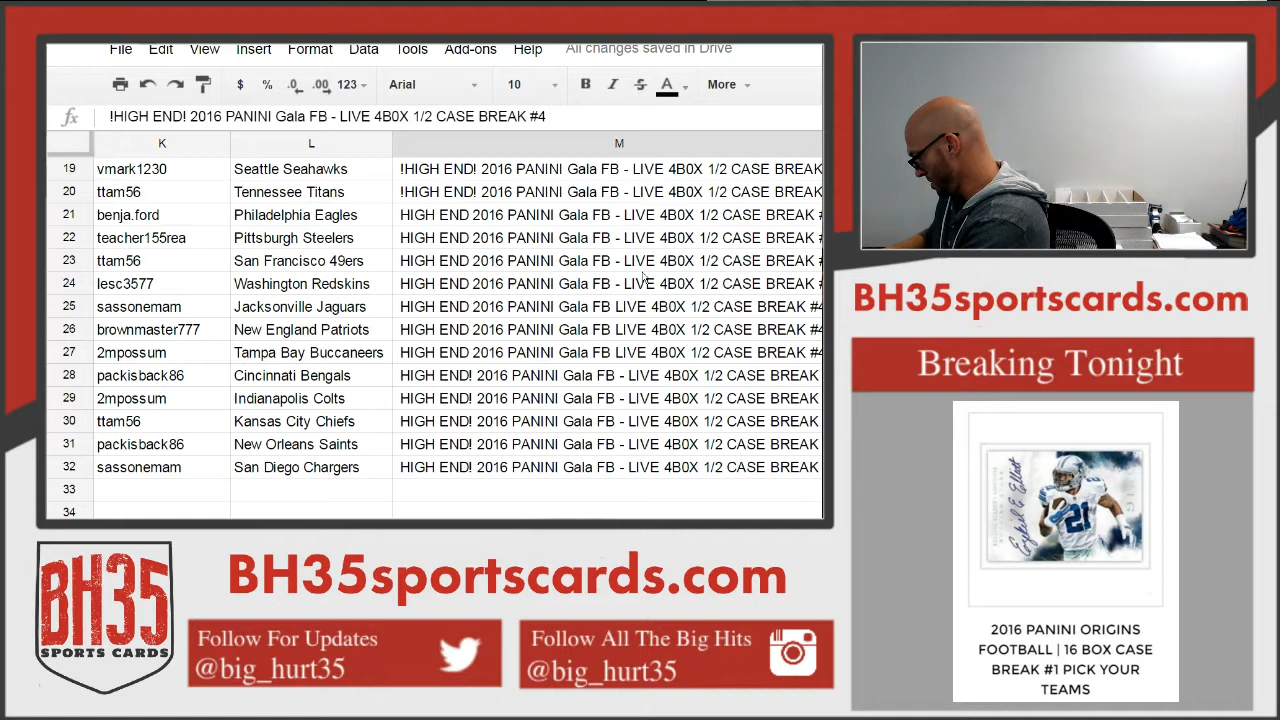 File Edit View Insert Format Data Tools Add-ons Help All changes saved in Drive
$ % .0 .00 123 Arial 10 B I S A More
fx !HIGH END! 2016 PANINI Gala FB - LIVE 4B0X 1/2 CASE BREAK #4
K L M
19 vmark1230 Seattle Seahawks !HIGH END! 2016 PANINI Gala FB - LIVE 4B0X 1/2 CASE BREAK
20 ttam56 Tennessee Titans !HIGH END! 2016 PANINI Gala FB - LIVE 4B0X 1/2 CASE BREAK
21 benja.ford Philadelphia Eagles HIGH END 2016 PANINI Gala FB - LIVE 4B0X 1/2 CASE BREAK #
22 teacher155rea Pittsburgh Steelers HIGH END 2016 PANINI Gala FB - LIVE 4B0X 1/2 CASE BREAK #
23 ttam56 San Francisco 49ers HIGH END 2016 PANINI Gala FB - LIVE 4B0X 1/2 CASE BREAK #
24 lesc3577 Washington Redskins HIGH END 2016 PANINI Gala FB - LIVE 4B0X 1/2 CASE BREAK #
25 sassonemam Jacksonville Jaguars HIGH END 2016 PANINI Gala FB LIVE 4B0X 1/2 CASE BREAK #4
26 brownmaster777 New England Patriots HIGH END 2016 PANINI Gala FB LIVE 4B0X 1/2 CASE BREAK #4
27 2mpossum Tampa Bay Buccaneers HIGH END 2016 PANINI Gala FB LIVE 4B0X 1/2 CASE BREAK #4
28 packisback86 Cincinnati Bengals HIGH END! 2016 PANINI Gala FB - LIVE 4B0X 1/2 CASE BREAK
29 2mpossum Indianapolis Colts HIGH END! 2016 PANINI Gala FB - LIVE 4B0X 1/2 CASE BREAK
30 ttam56 Kansas City Chiefs HIGH END! 2016 PANINI Gala FB - LIVE 4B0X 1/2 CASE BREAK
31 packisback86 New Orleans Saints HIGH END! 2016 PANINI Gala FB - LIVE 4B0X 1/2 CASE BREAK
32 sassonemam San Diego Chargers HIGH END! 2016 PANINI Gala FB - LIVE 4B0X 1/2 CASE BREAK
33
34
BH35sportscards.com
Breaking Tonight
21
2016 PANINI ORIGINS
FOOTBALL | 16 BOX CASE
BREAK #1 PICK YOUR
TEAMS
BH35
SPORTS CARDS
BH35sportscards.com
Follow For Updates
@big_hurt35
Follow All The Big Hits
@big_hurt35